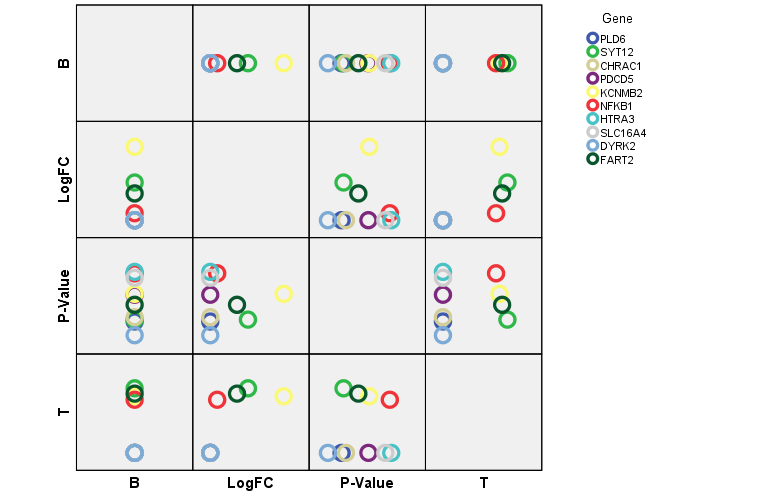 Gene
PLD6
SYT12
CHRAC1
PDCD5
KCNMB2
NFKB1
HTRA3
SLC16A4
DYRK2
FART2
B
LogFC
P-Value
T
B
LogFC
P-Value
T